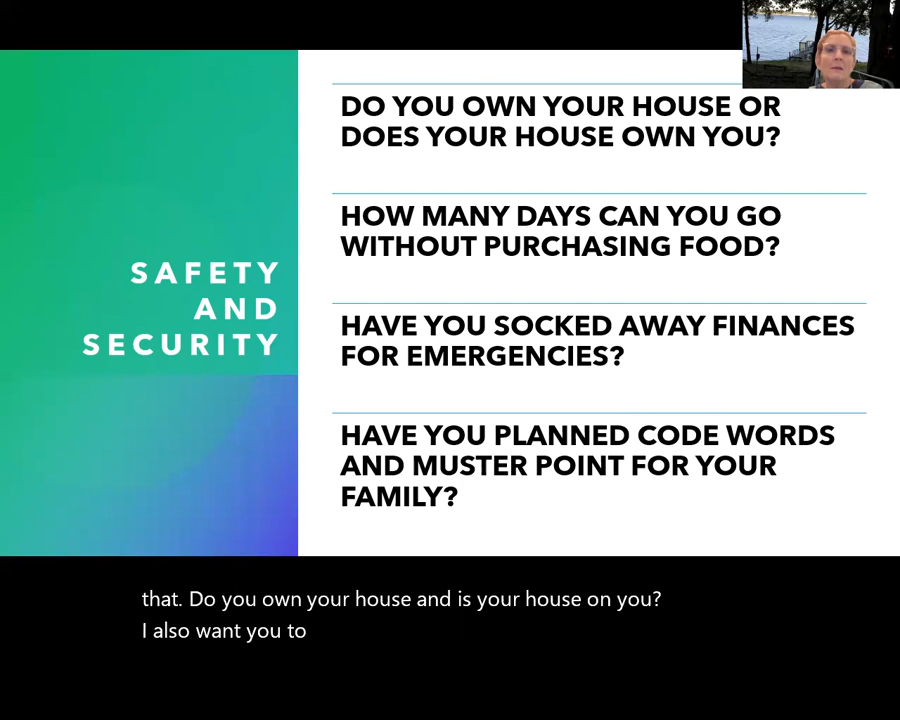 SAFETY
AND
SECURITY
DO YOU OWN YOUR HOUSE OR
DOES YOUR HOUSE OWN YOU?
HOW MANY DAYS CAN YOU GO
WITHOUT PURCHASING FOOD?
HAVE YOU SOCKED AWAY FINANCES
FOR EMERGENCIES?
HAVE YOU PLANNED CODE WORDS
AND MUSTER POINT FOR YOUR
FAMILY?
that. Do you own your house and is your house on you?
I also want you to